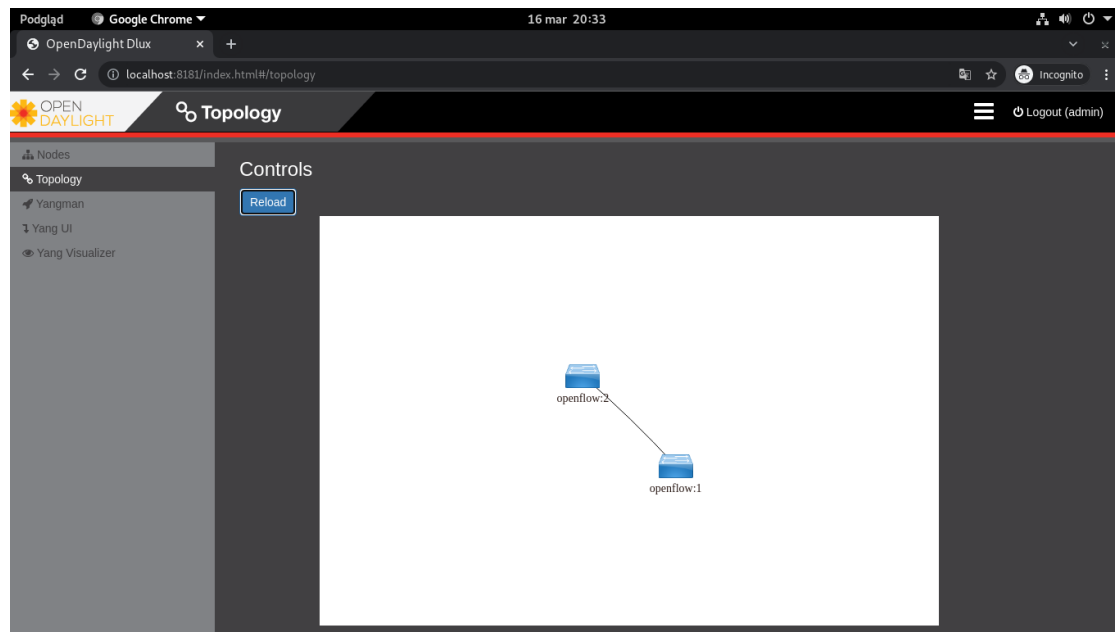 Podgląd Google Chrome 16 mar 20:33
OpenDaylight Dlux
localhost:8181/index.html#/topology Incognito
OPEN
DAYLIGHT
Topology
Logout (admin)
Nodes
Topology
Yangman
Yang UI
Yang Visualizer
Controls
Reload
openflow:2
openflow:1